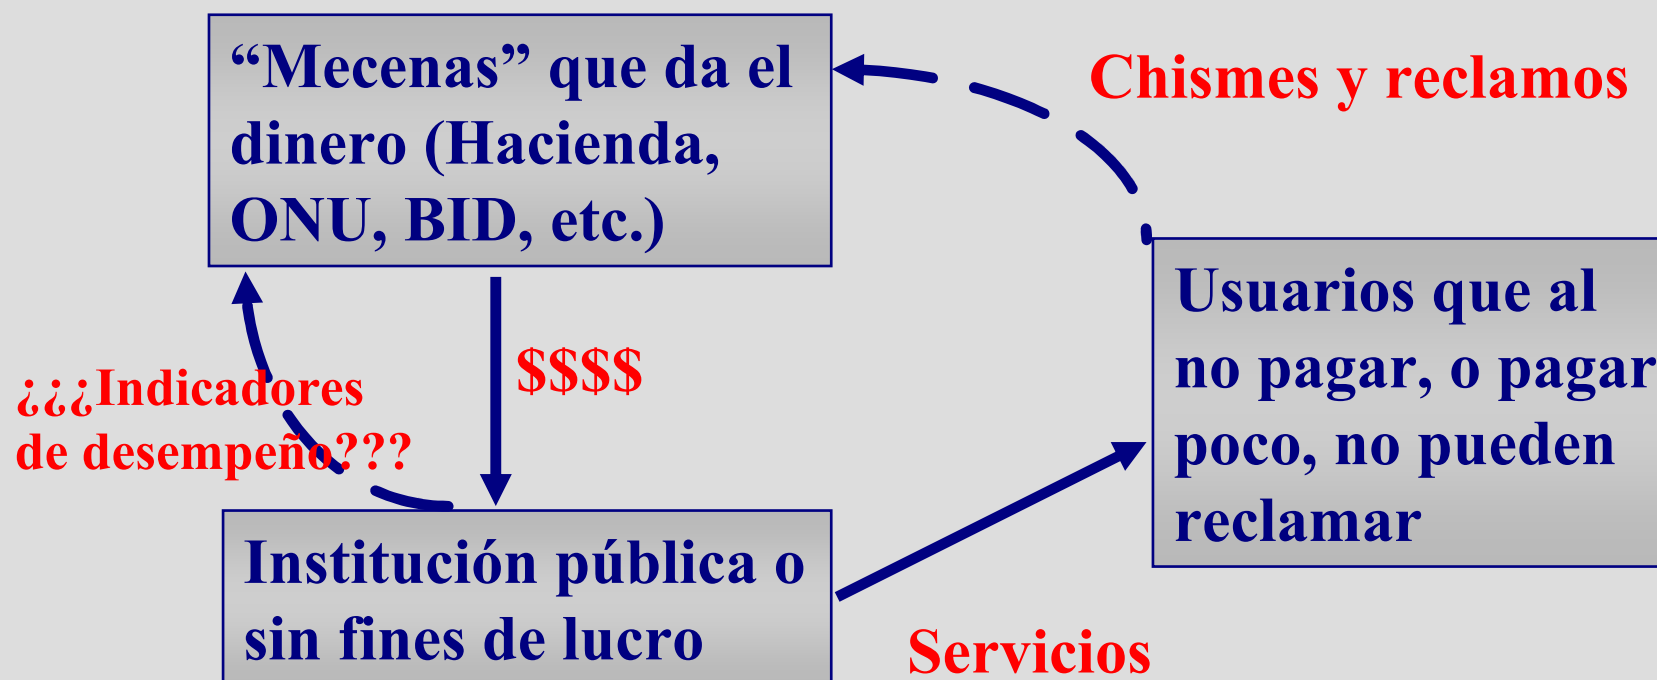 “Mecenas” que da el
dinero (Hacienda,
ONU, BID, etc.)
Chismes y reclamos
Usuarios que al
no pagar, o pagar
poco, no pueden
reclamar
¿¿¿Indicadores
de desempeño???
$$$$
Institución pública o
sin fines de lucro
Servicios